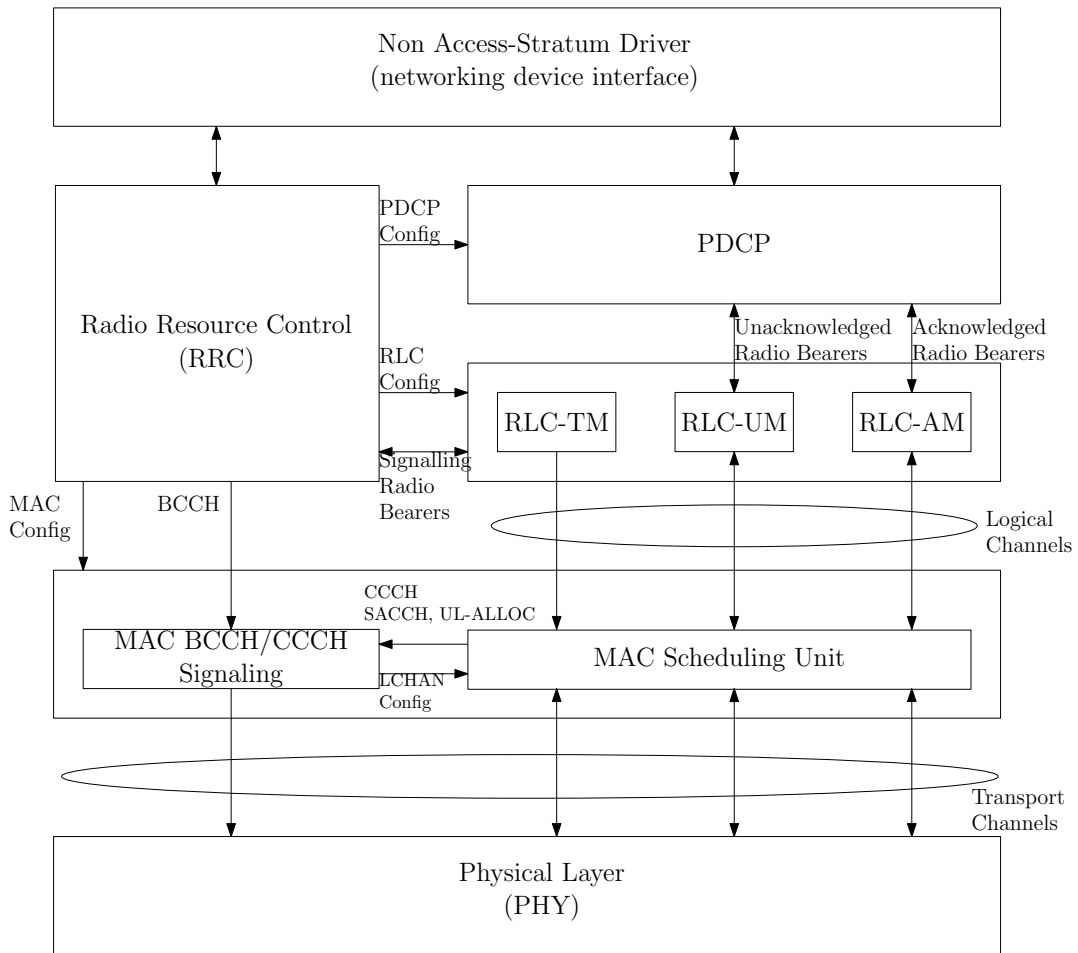 Non Access-Stratum Driver
(networking device interface)
PDCP
Config
PDCP
Radio Resource Control
(RRC)
Unacknowledged
Radio Bearers
Acknowledged
Radio Bearers
RLC
Config
RLC-TM
RLC-UM
RLC-AM
Signalling
Radio
Bearers
MAC
Config
BCCH
Logical
Channels
CCCH
SACCH, UL-ALLOC
MAC BCCH/CCCH
Signaling
MAC Scheduling Unit
LCHAN
Config
Transport
Channels
Physical Layer
(PHY)